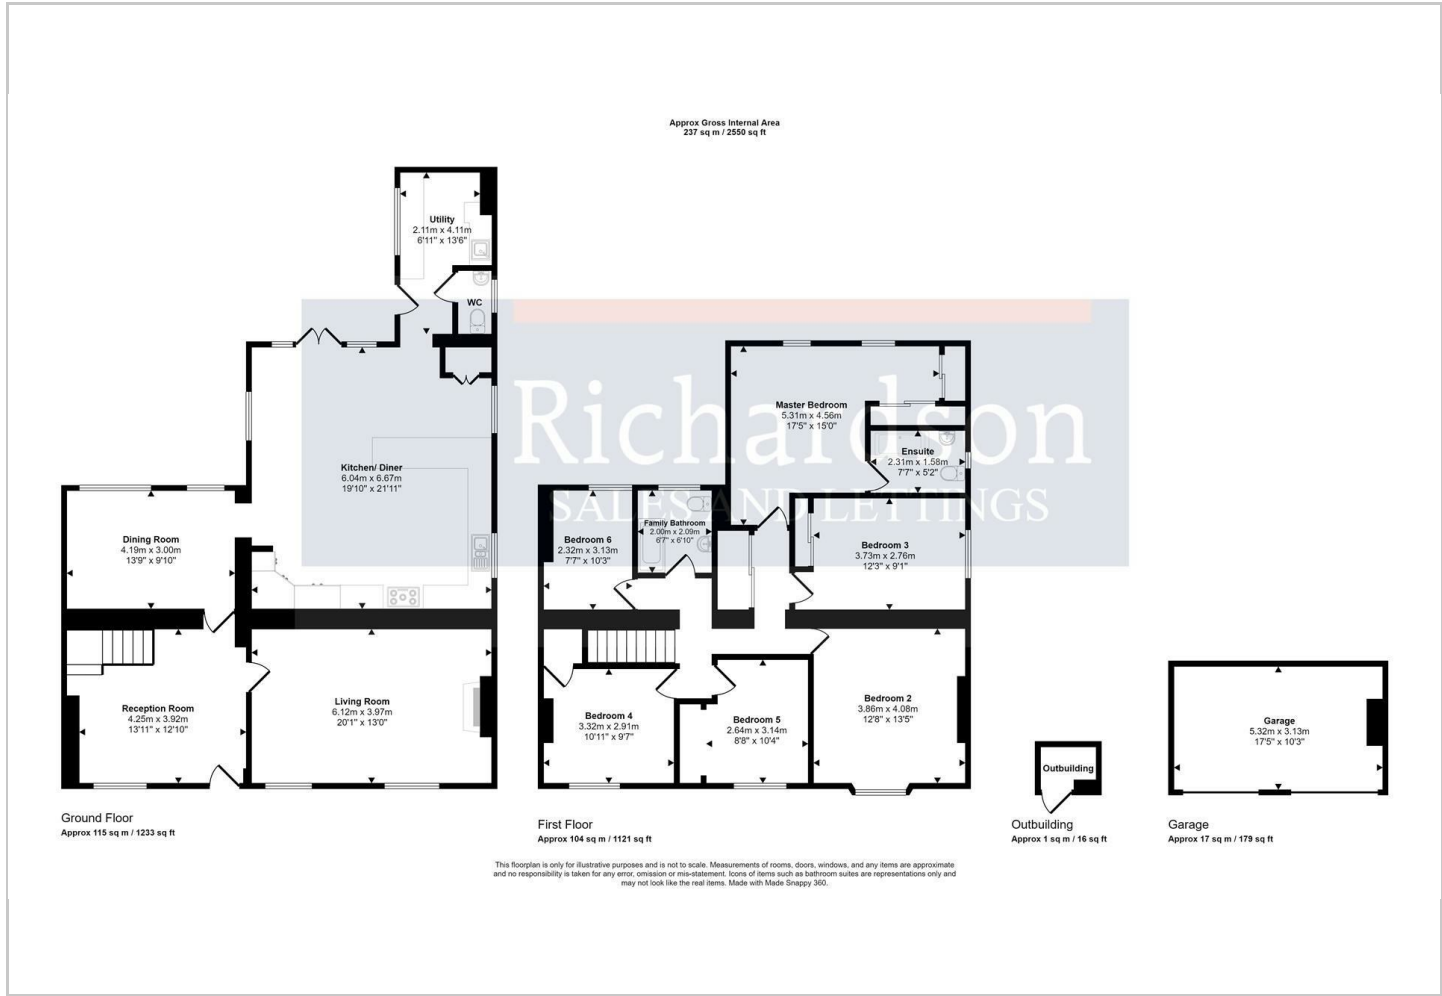 Approx Gross Internal Area
237 sq m / 2550 sq ft
Utility
2.11m x 4.11m
6'11" x 13'6"
WC
Kitchen/ Diner
6.04m x 6.67m
19'10" x 21'11"
Dining Room
4.19m x 3.00m
13'9" x 9'10"
Reception Room
4.25m x 3.92m
13'11" x 12'10"
Living Room
6.12m x 3.97m
20'1" x 13'0"
Ground Floor
Approx 115 sq m / 1233 sq ft
Richardson
SALES AND LETTINGS
Master Bedroom
5.31m x 4.56m
17'5" x 15'0"
Ensuite
2.31m x 1.58m
7'7" x 5'2"
Family Bathroom
2.00m x 2.09m
6'7" x 6'10"
Bedroom 6
2.32m x 3.13m
7'7" x 10'3"
Bedroom 3
3.73m x 2.76m
12'3" x 9'1"
Bedroom 4
3.32m x 2.91m
10'11" x 9'7"
Bedroom 5
2.64m x 3.14m
8'8" x 10'4"
Bedroom 2
3.86m x 4.08m
12'8" x 13'5"
First Floor
Approx 104 sq m / 1121 sq ft
Outbuilding
Outbuilding
Approx 1 sq m / 16 sq ft
Garage
5.32m x 3.13m
17'5" x 10'3"
Garage
Approx 17 sq m / 179 sq ft
This floorplan is only for illustrative purposes and is not to scale. Measurements of rooms, doors, windows, and any items are approximate
and no responsibility is taken for any error, omission or mis-statement. Icons of items such as bathroom suites are representations only and
may not look like the real items. Made with Made Snappy 360.